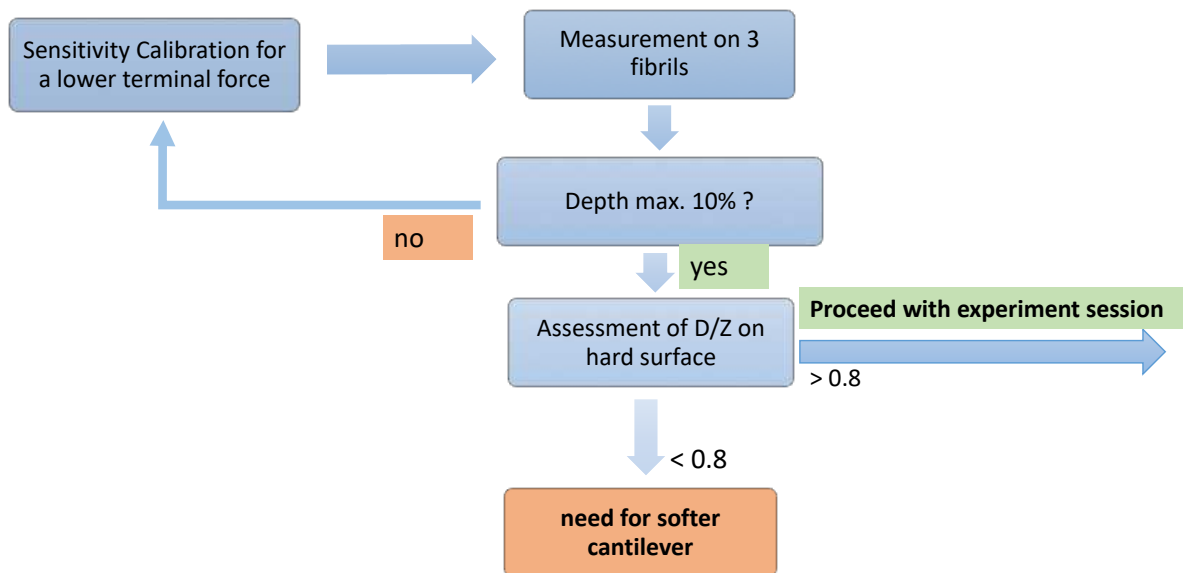 Sensitivity Calibration for
a lower terminal force
Measurement on 3
fibrils
Depth max. 10% ?
no
yes
Assessment of D/Z on
hard surface
Proceed with experiment session
> 0.8
< 0.8
need for softer
cantilever